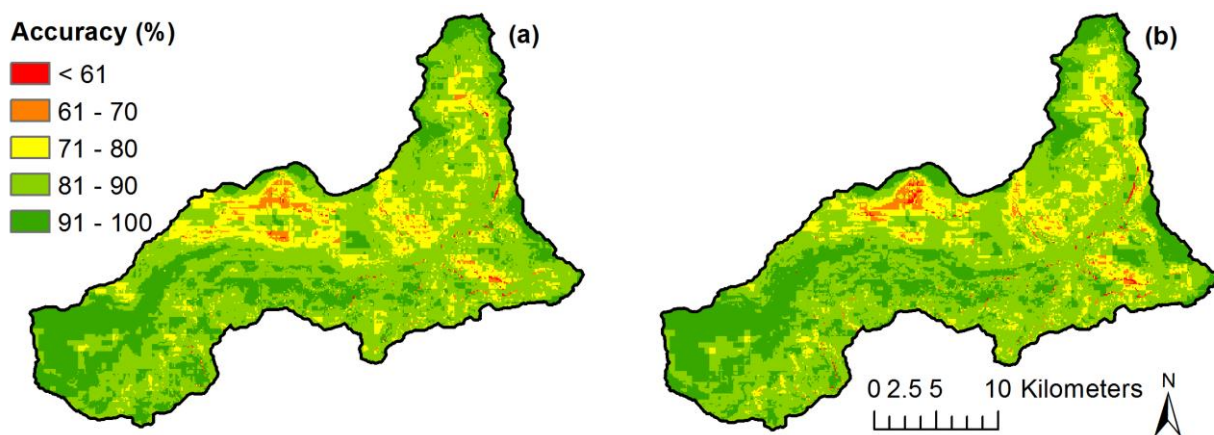 Accuracy (%)
< 61
61 - 70
71 - 80
81 - 90
91 - 100
(a)
(b)
0 2.5 5 10 Kilometers
N